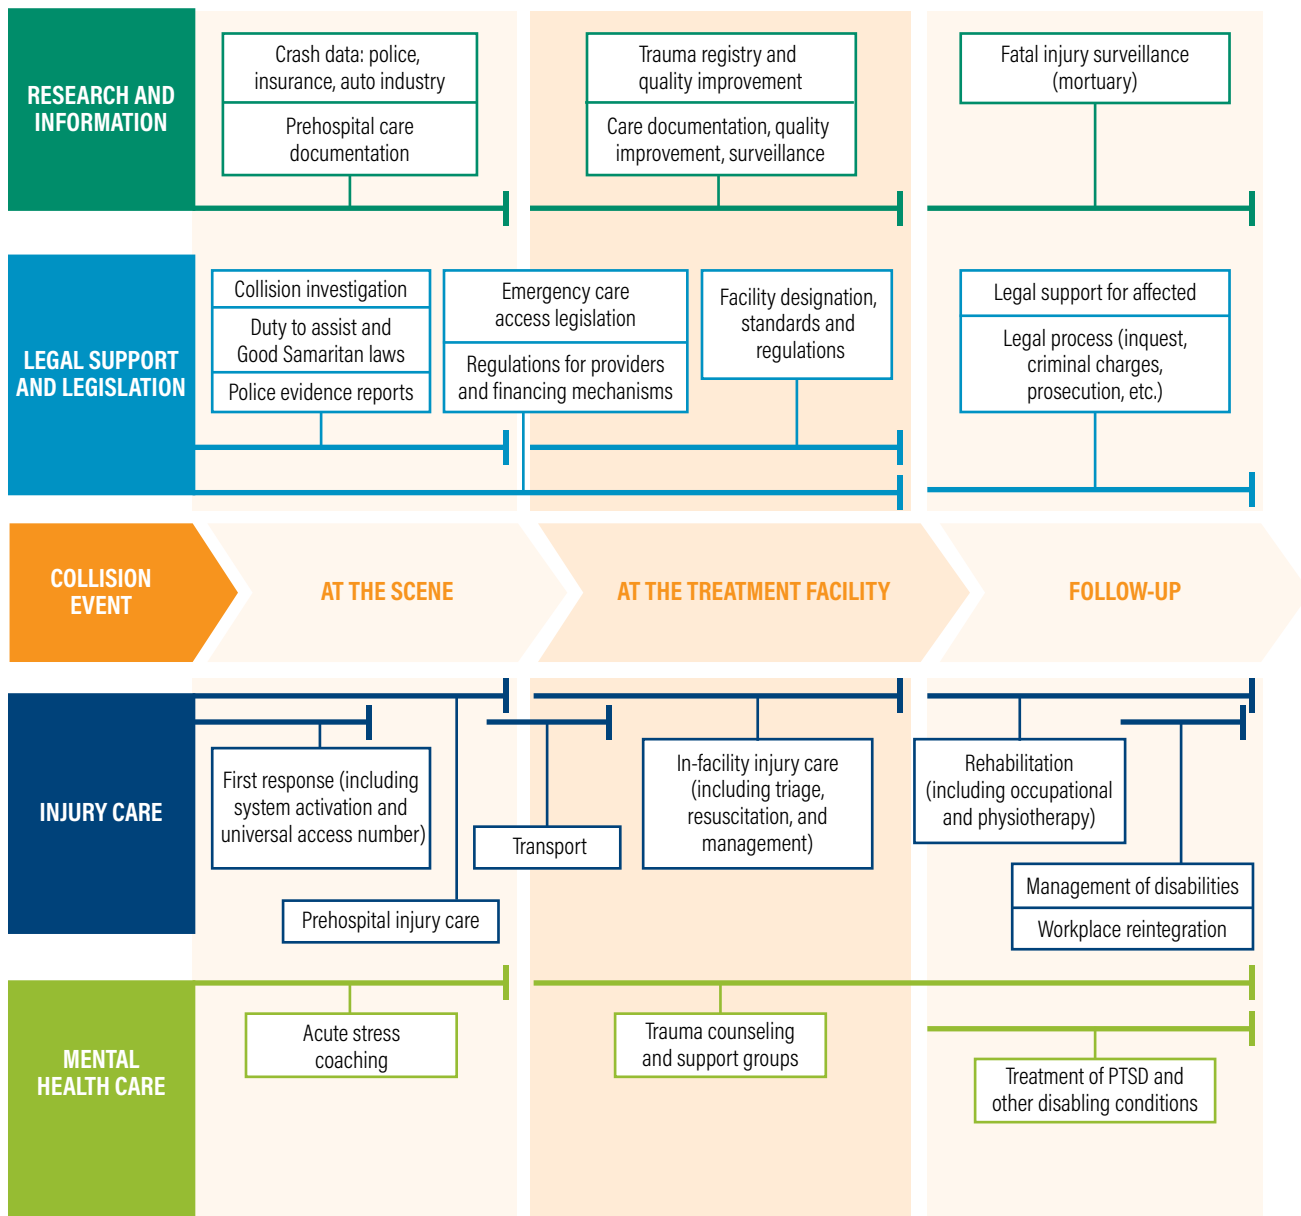 RESEARCH AND
INFORMATION
Crash data: police,
insurance, auto industry
Prehospital care
documentation
Trauma registry and
quality improvement
Care documentation, quality
improvement, surveillance
Fatal injury surveillance
(mortuary)
LEGAL SUPPORT
AND LEGISLATION
Collision investigation
Duty to assist and
Good Samaritan laws
Police evidence reports
Emergency care
access legislation
Regulations for providers
and financing mechanisms
Facility designation,
standards and
regulations
Legal support for affected
Legal process (inquest,
criminal charges,
prosecution, etc.)
COLLISION
EVENT
AT THE SCENE
AT THE TREATMENT FACILITY
FOLLOW-UP
INJURY CARE
First response (including
system activation and
universal access number)
Prehospital injury care
Transport
In-facility injury care
(including triage,
resuscitation, and
management)
Rehabilitation
(including occupational
and physiotherapy)
Management of disabilities
Workplace reintegration
MENTAL
HEALTH CARE
Acute stress
coaching
Trauma counseling
and support groups
Treatment of PTSD and
other disabling conditions